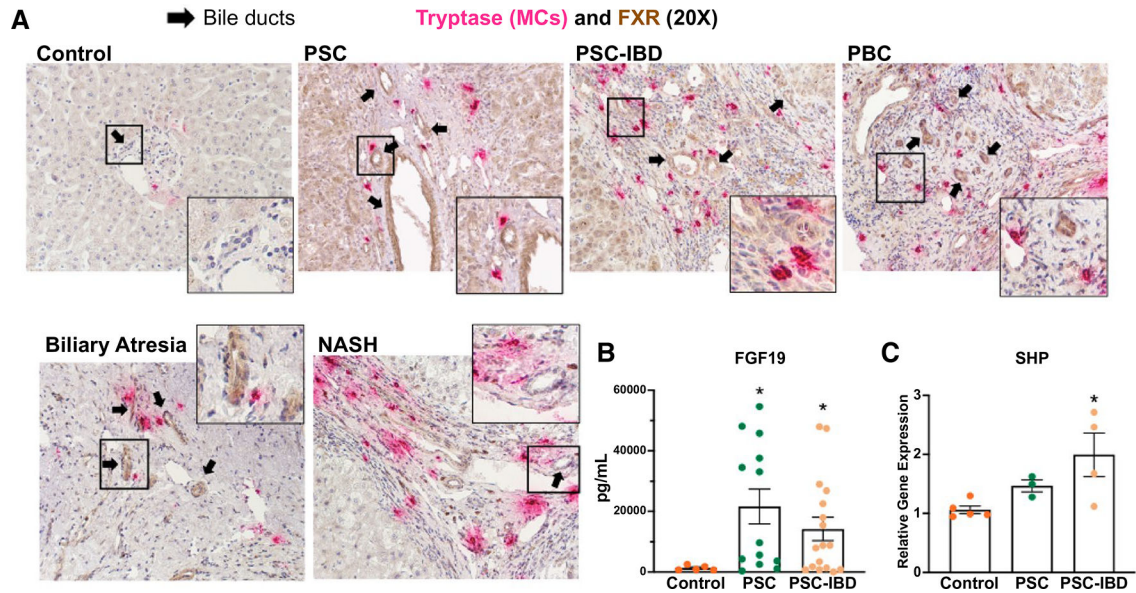 A
Bile ducts
Tryptase (MCs) and FXR (20X)
Control
PSC
PSC-IBD
PBC
Biliary Atresia
NASH
B
FGF19
pg/mL
60000
40000
20000
0
*
*
Control
PSC
PSC-IBD
C
SHP
Relative Gene Expression
3
2
1
0
*
Control
PSC
PSC-IBD